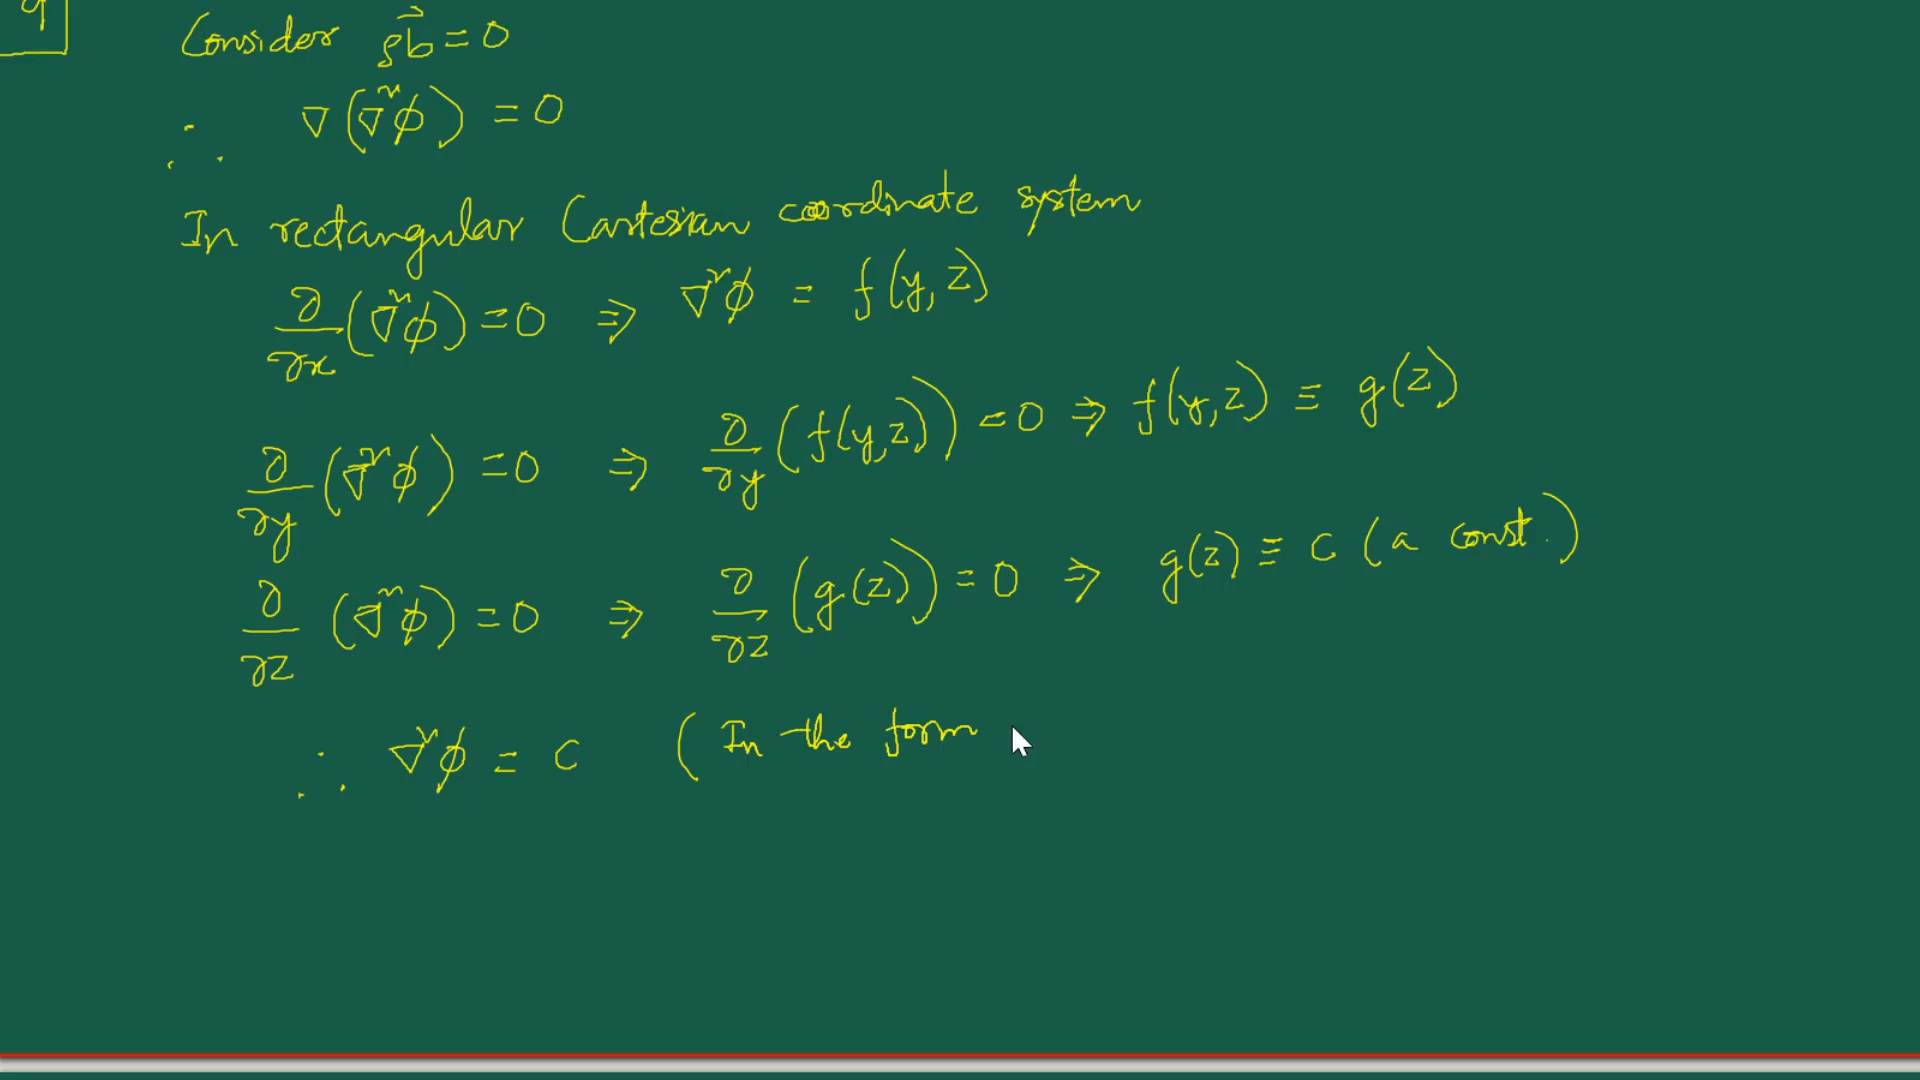 9
Consider ρb⃗ = 0
∴ ∇(∇²φ) = 0
In rectangular Cartesian coordinate system
∂/∂x (∇²φ) = 0 ⇒ ∇²φ = f(y, z)
∂/∂y (∇²φ) = 0 ⇒ ∂/∂y (f(y,z)) = 0 ⇒ f(y,z) ≡ g(z)
∂/∂z (∇²φ) = 0 ⇒ ∂/∂z (g(z)) = 0 ⇒ g(z) ≡ c (a const.)
∴ ∇²φ = c (In the form